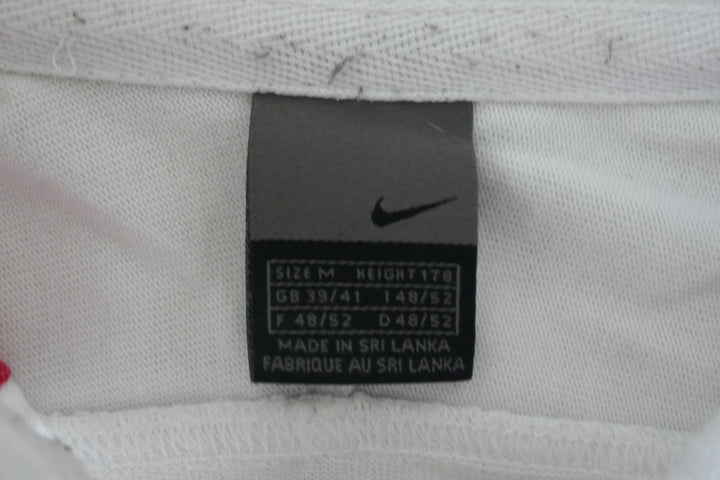 SIZE M HEIGHT 178
GB 39/41 I 48/52
F 48/52 D 48/52
MADE IN SRI LANKA
FABRIQUE AU SRI LANKA